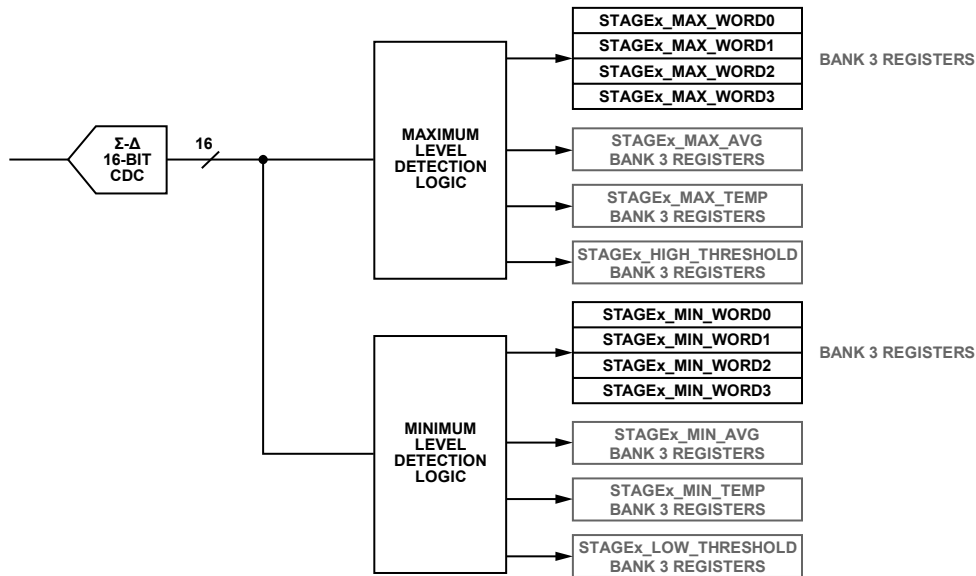 STAGEx_MAX_WORD0
STAGEx_MAX_WORD1
STAGEx_MAX_WORD2
STAGEx_MAX_WORD3
BANK 3 REGISTERS
Σ-Δ
16-BIT
CDC
16
MAXIMUM
LEVEL
DETECTION
LOGIC
STAGEx_MAX_AVG
BANK 3 REGISTERS
STAGEx_MAX_TEMP
BANK 3 REGISTERS
STAGEx_HIGH_THRESHOLD
BANK 3 REGISTERS
STAGEx_MIN_WORD0
STAGEx_MIN_WORD1
STAGEx_MIN_WORD2
STAGEx_MIN_WORD3
BANK 3 REGISTERS
MINIMUM
LEVEL
DETECTION
LOGIC
STAGEx_MIN_AVG
BANK 3 REGISTERS
STAGEx_MIN_TEMP
BANK 3 REGISTERS
STAGEx_LOW_THRESHOLD
BANK 3 REGISTERS